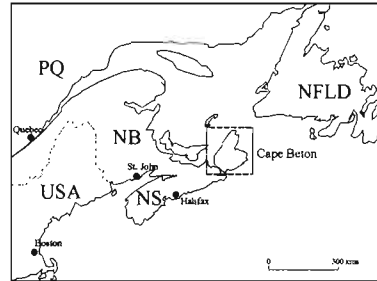 PQ
NFLD
Quebec
NB
Cape Beton
St. John
USA
NS
Halifax
Boston
0 300 kms